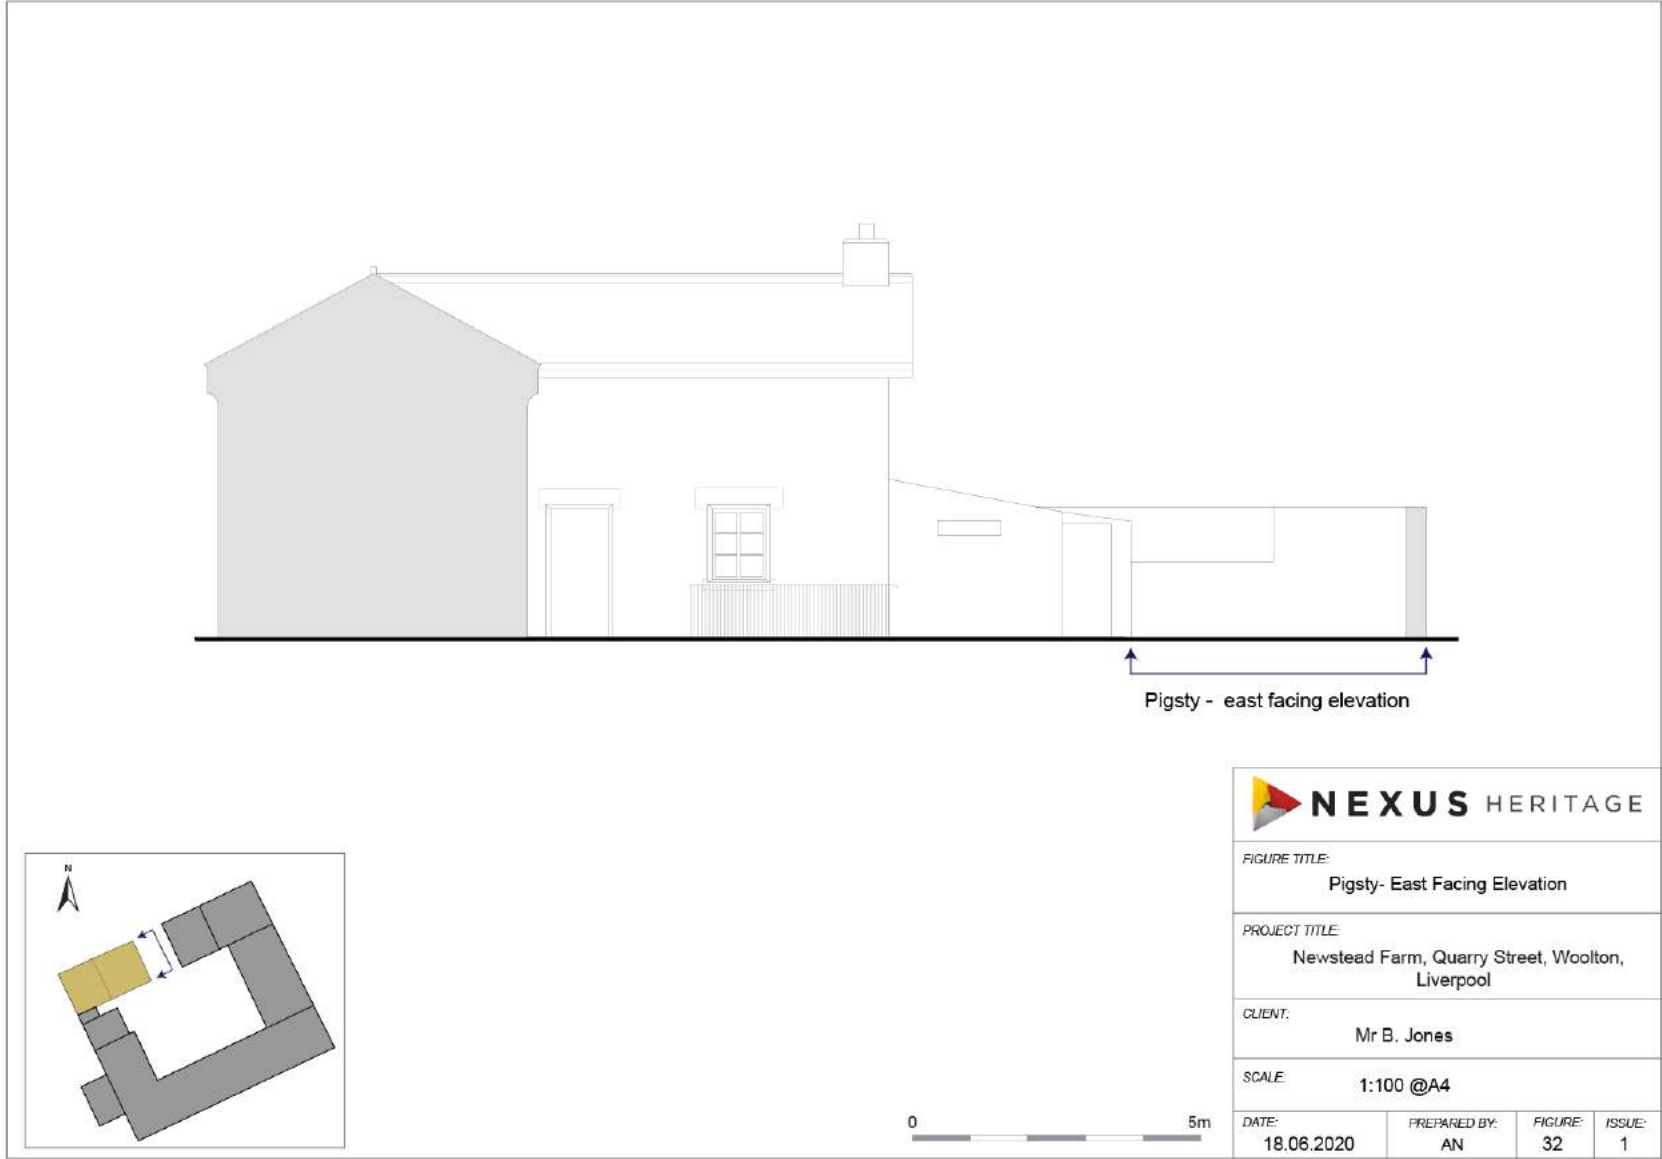 Pigsty - east facing elevation
N
0 5m
NEXUS HERITAGE
FIGURE TITLE:
Pigsty- East Facing Elevation
PROJECT TITLE:
Newstead Farm, Quarry Street, Woolton,
Liverpool
CLIENT:
Mr B. Jones
SCALE:
1:100 @A4
DATE:
18.06.2020
PREPARED BY:
AN
FIGURE:
32
ISSUE:
1